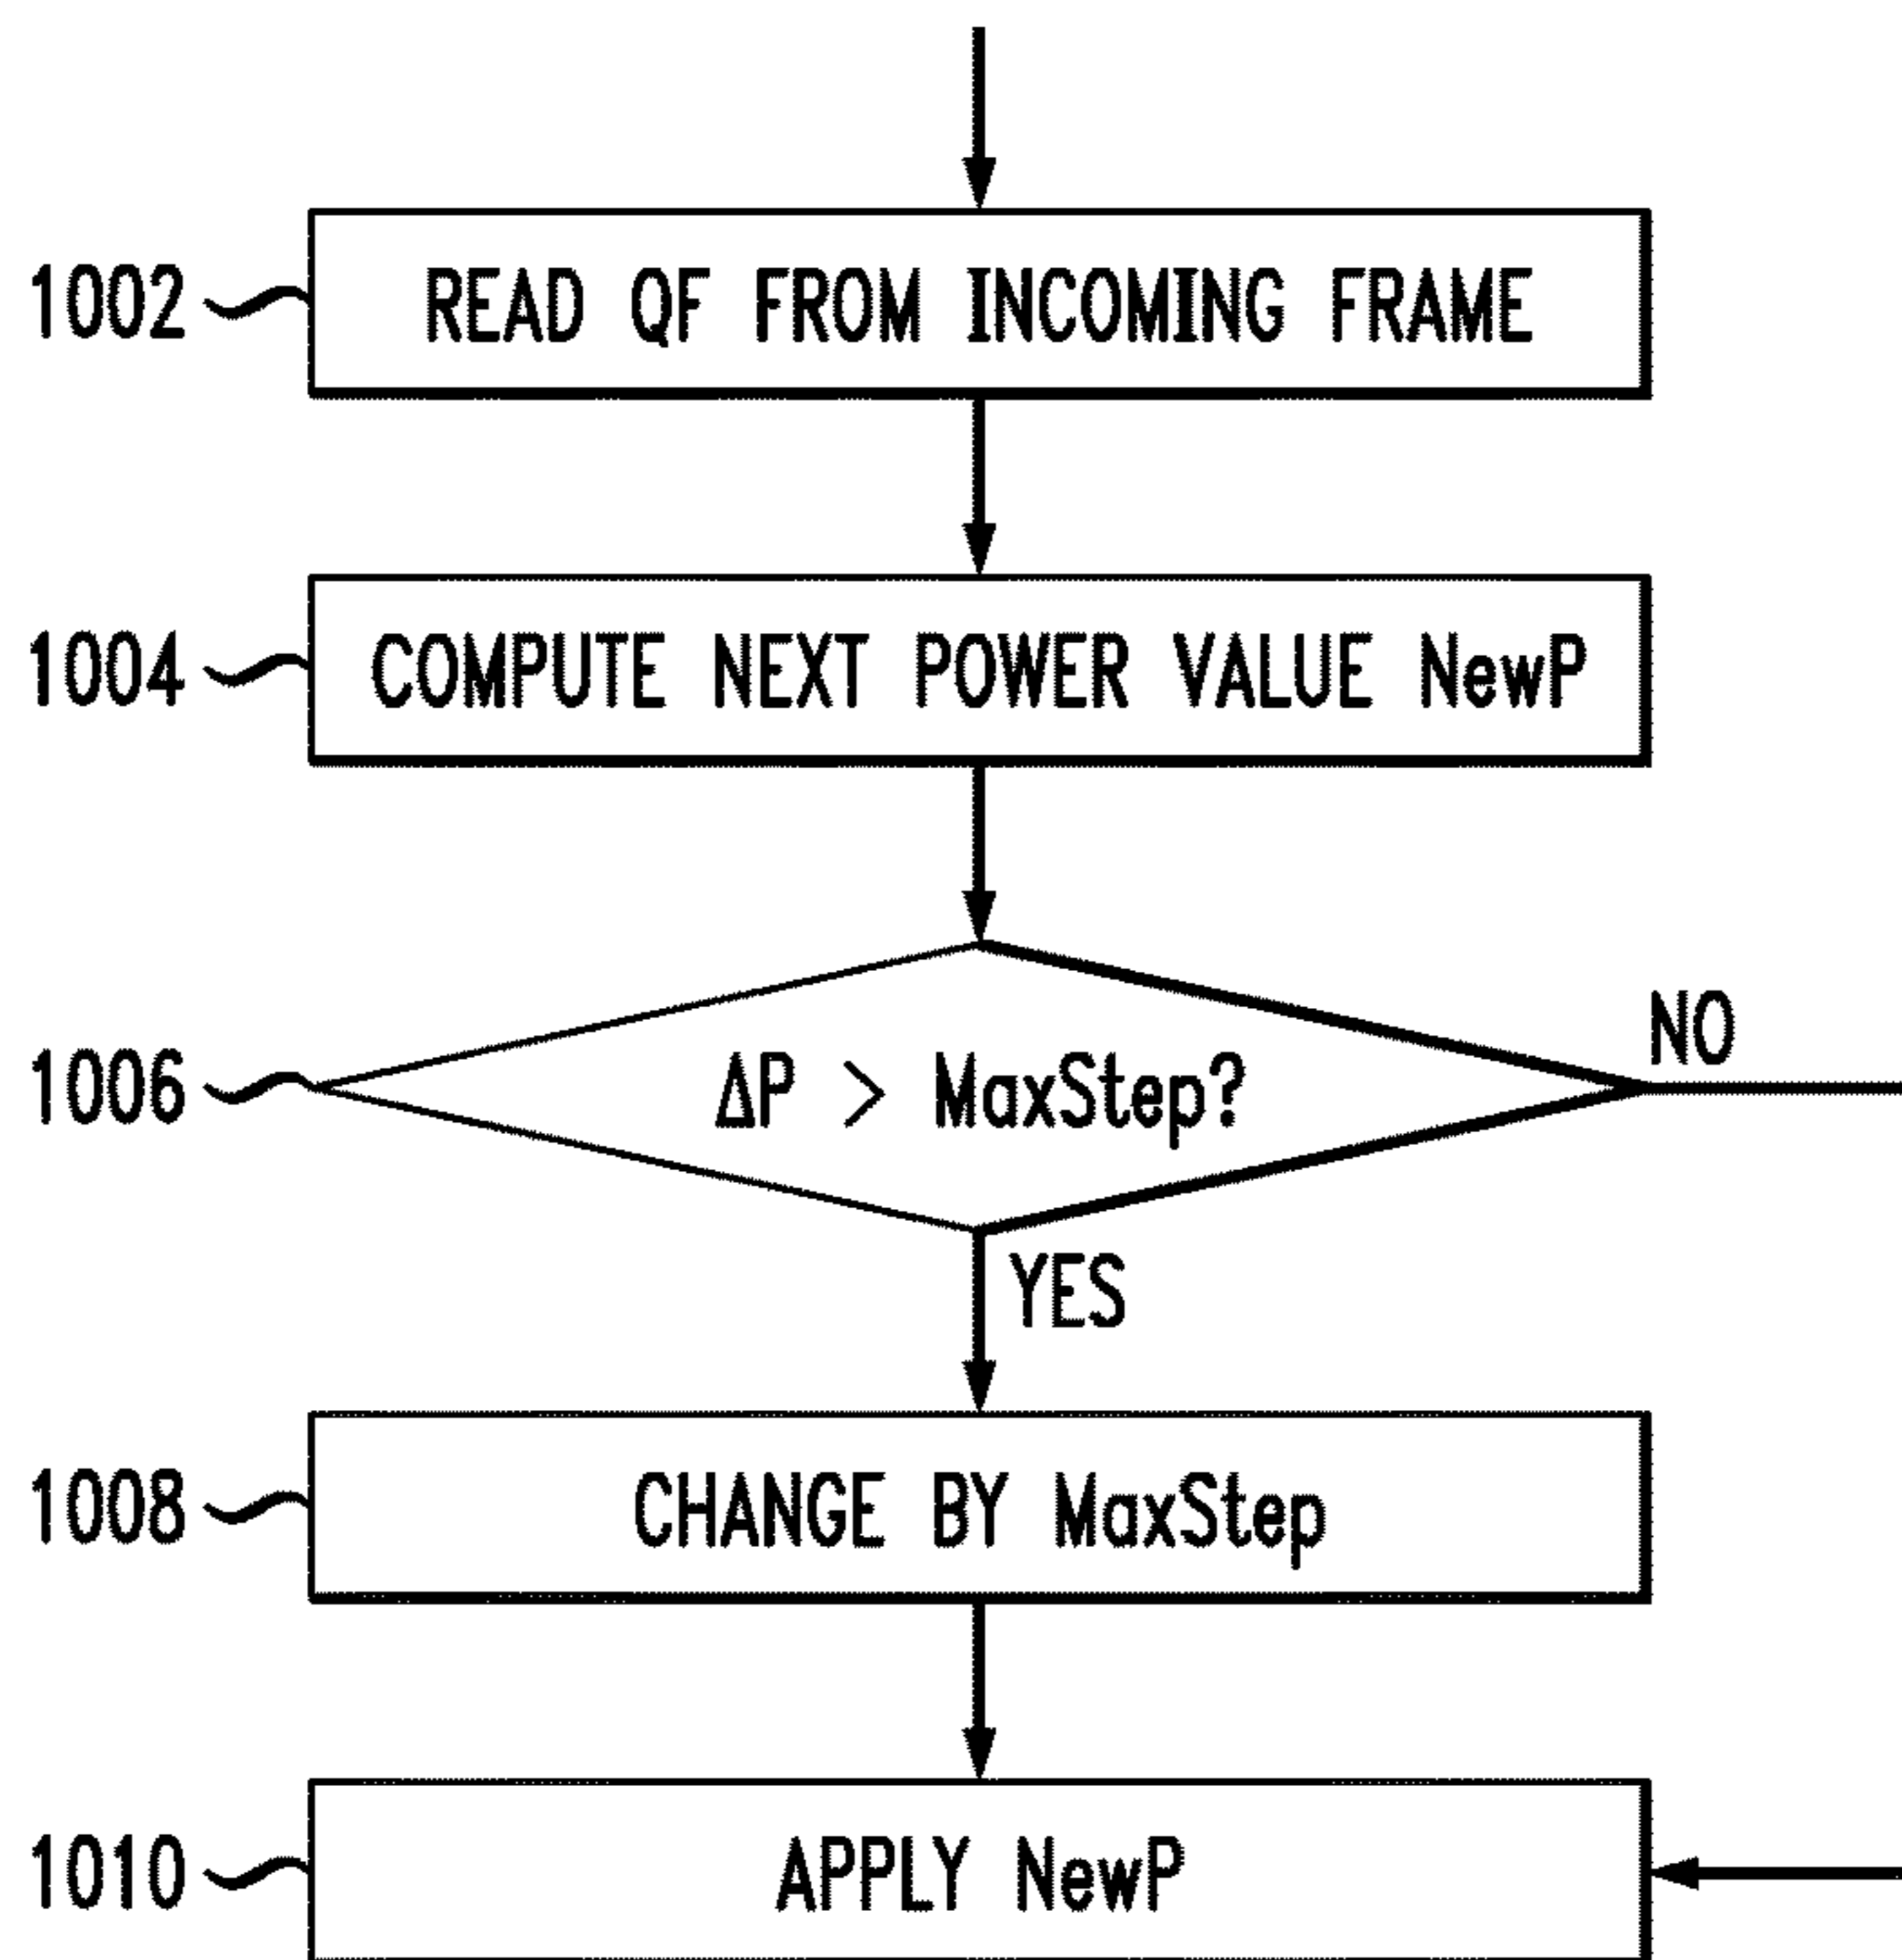 1002 READ QF FROM INCOMING FRAME
1004 COMPUTE NEXT POWER VALUE NewP
NO
1006 ΔP > MaxStep?
YES
1008 CHANGE BY MaxStep
1010 APPLY NewP